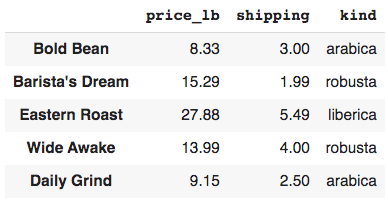 price_lb shipping kind
Bold Bean 8.33 3.00 arabica
Barista's Dream 15.29 1.99 robusta
Eastern Roast 27.88 5.49 liberica
Wide Awake 13.99 4.00 robusta
Daily Grind 9.15 2.50 arabica